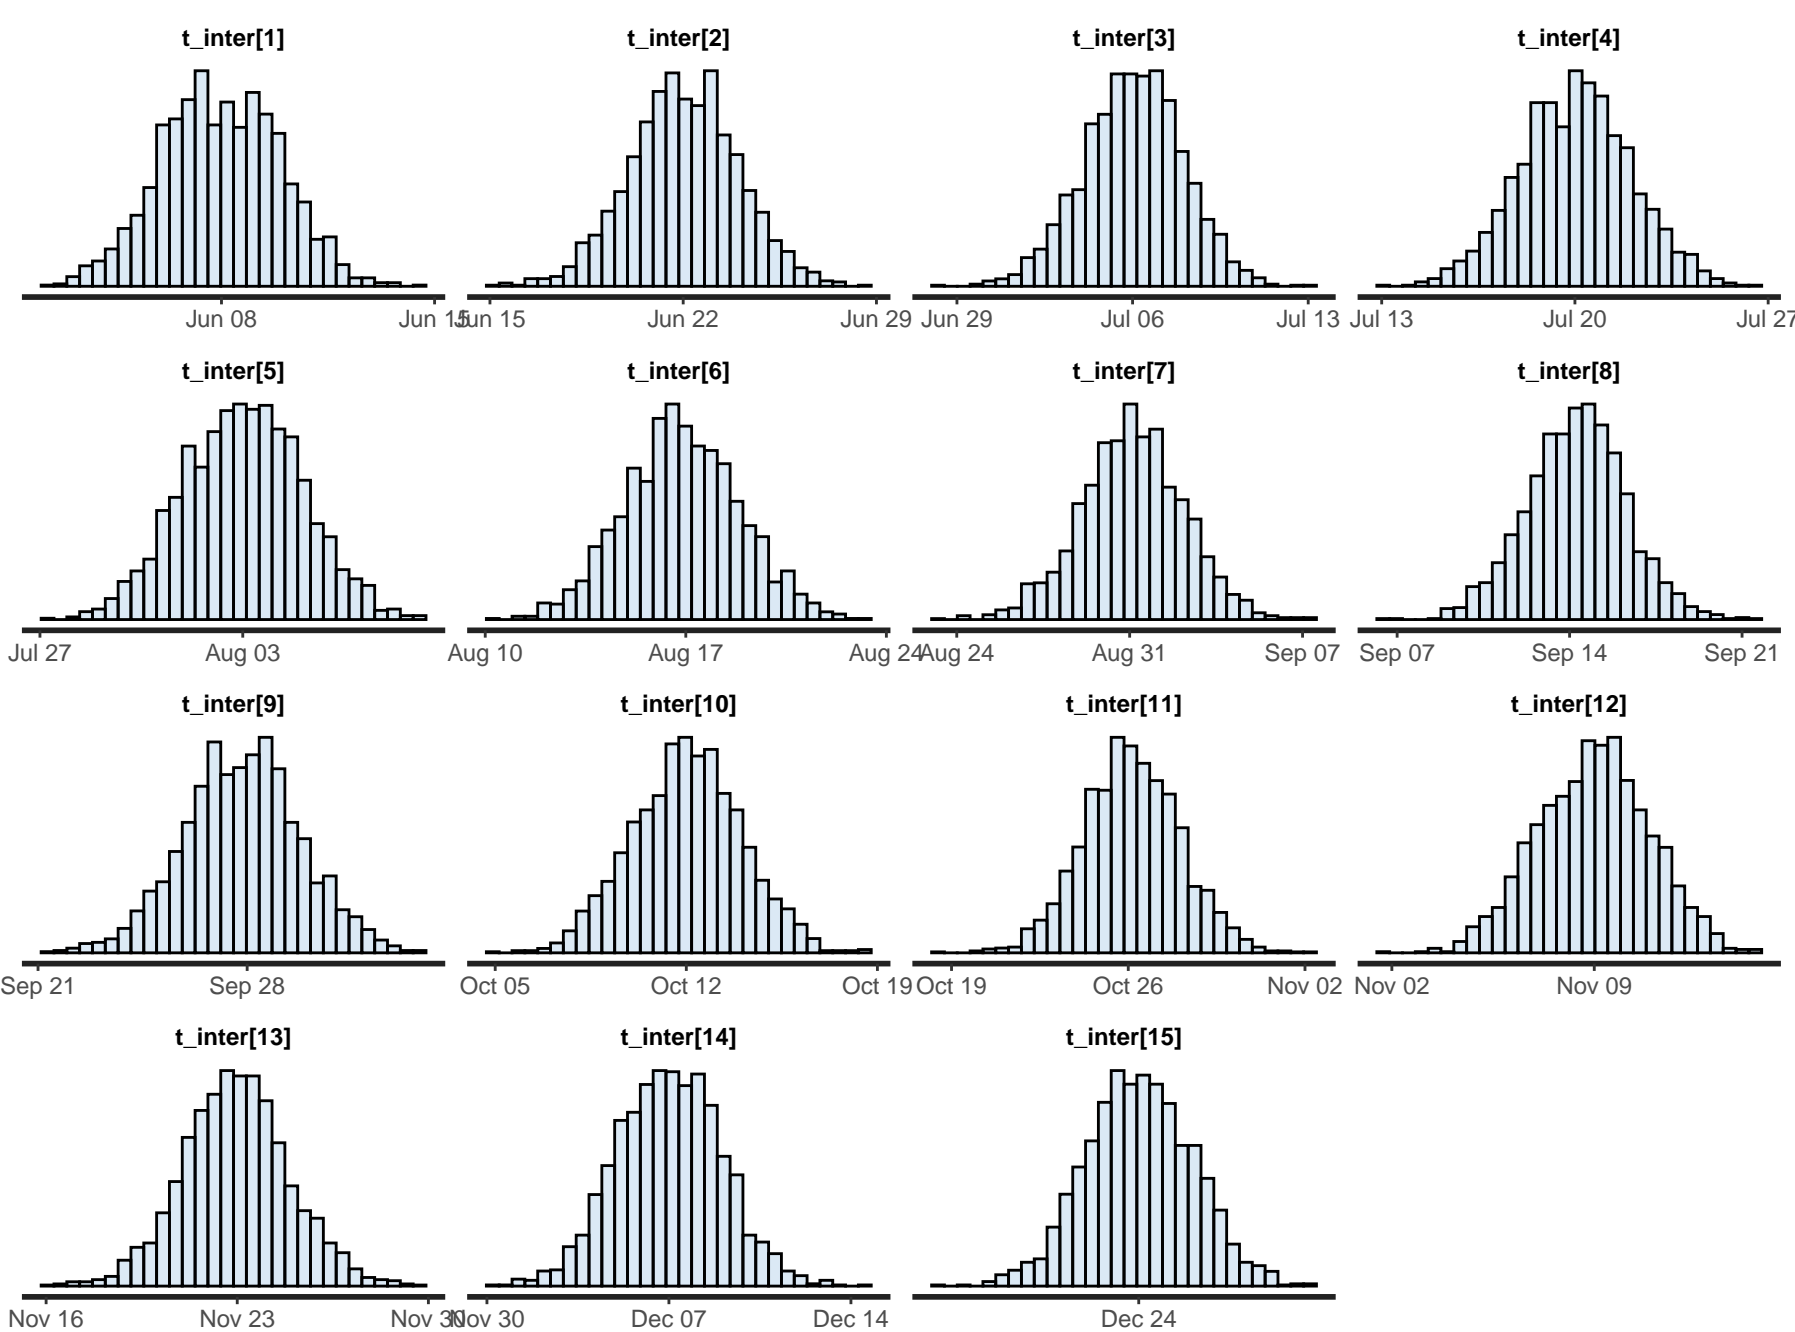 t_inter[1] t_inter[2] t_inter[3] t_inter[4]
Jun 08 Jun 15 Jun 15 Jun 22 Jun 29 Jun 29 Jul 06 Jul 13 Jul 13 Jul 20 Jul 27
t_inter[5] t_inter[6] t_inter[7] t_inter[8]
Jul 27 Aug 03 Aug 10 Aug 17 Aug 24 Aug 24 Aug 31 Sep 07 Sep 07 Sep 14 Sep 21
t_inter[9] t_inter[10] t_inter[11] t_inter[12]
Sep 21 Sep 28 Oct 05 Oct 12 Oct 19 Oct 19 Oct 26 Nov 02 Nov 02 Nov 09
t_inter[13] t_inter[14] t_inter[15]
Nov 16 Nov 23 Nov 30 Nov 30 Dec 07 Dec 14 Dec 24